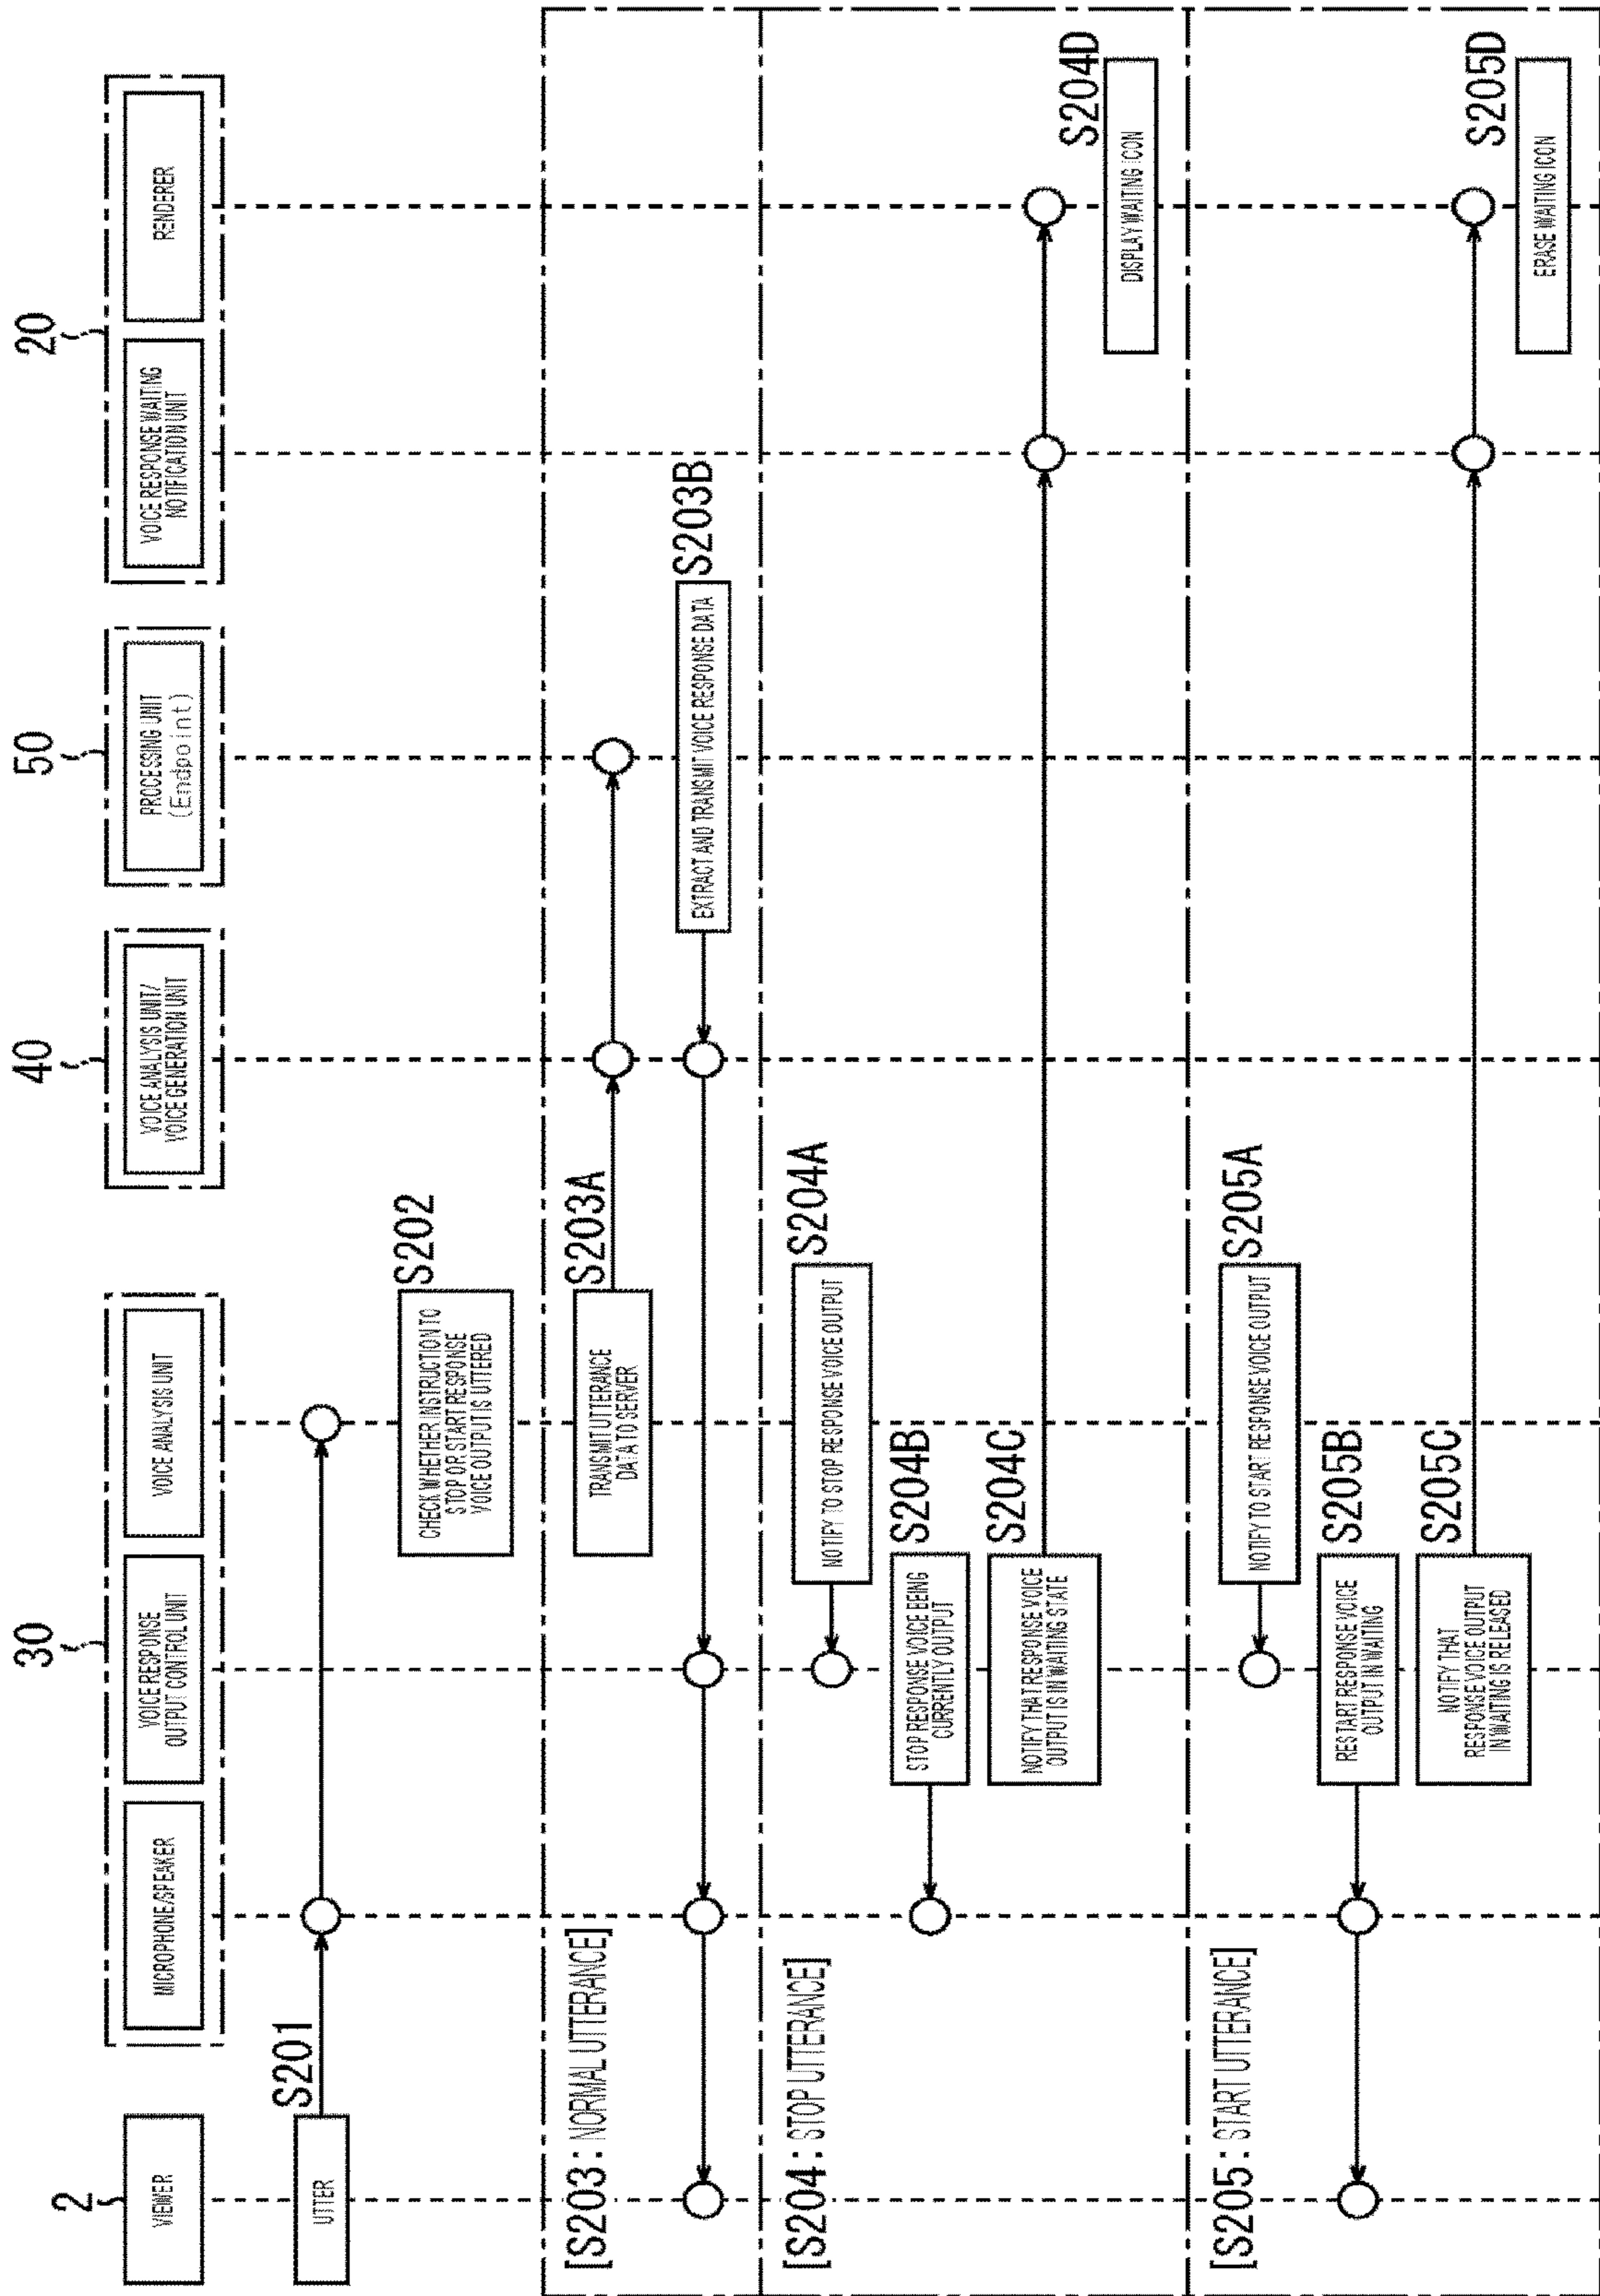 2
VIEWER
30
MICROPHONE/SPEAKER
VOICE RESPONSE
OUTPUT CONTROL UNIT
VOICE ANALYSIS UNIT
40
VOICE ANALYSIS UNIT/
VOICE GENERATION UNIT
50
PROCESSING UNIT
(Endpoint)
20
VOICE RESPONSE WAITING
NOTIFICATION UNIT
RENDERER
S201
UTTER
S202
CHECK WHETHER INSTRUCTION TO
STOP OR START RESPONSE
VOICE OUTPUT IS UTTERED
[S203: NORMAL UTTERANCE]
S203A
TRANSMIT UTTERANCE
DATA TO SERVER
S203B
EXTRACT AND TRANSMIT VOICE RESPONSE DATA
[S204: STOP UTTERANCE]
S204A
NOTIFY TO STOP RESPONSE VOICE OUTPUT
S204B
STOP RESPONSE VOICE BEING
CURRENTLY OUTPUT
S204C
NOTIFY THAT RESPONSE VOICE
OUTPUT IS IN WAITING STATE
S204D
DISPLAY WAITING ICON
[S205: START UTTERANCE]
S205A
NOTIFY TO START RESPONSE VOICE OUTPUT
S205B
RESTART RESPONSE VOICE
OUTPUT IN WAITING
S205C
NOTIFY THAT
RESPONSE VOICE OUTPUT
IN WAITING IS RELEASED
S205D
ERASE WAITING ICON